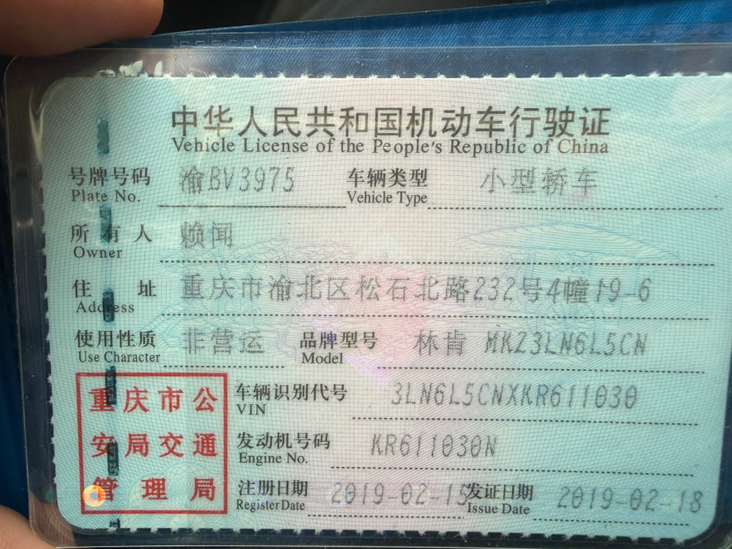 中华人民共和国机动车行驶证
Vehicle License of the People's Republic of China
号牌号码 渝BV3975 车辆类型 小型轿车
Plate No. Vehicle Type
所有人 赖闻
Owner
住址 重庆市渝北区松石北路232号4幢19-6
Address
使用性质 非营运 品牌型号 林肯 MKZ3LN6L5CN
Use Character Model
重庆市公 车辆识别代号 3LN6L5CNXKR611030
VIN
安局交通 发动机号码 KR611030N
Engine No.
管理局 注册日期 2019-02-15 发证日期 2019-02-18
Register Date Issue Date